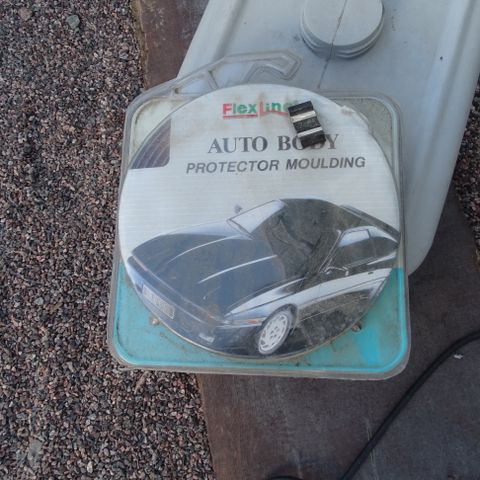 FlexLine
AUTO BODY
PROTECTOR MOULDING